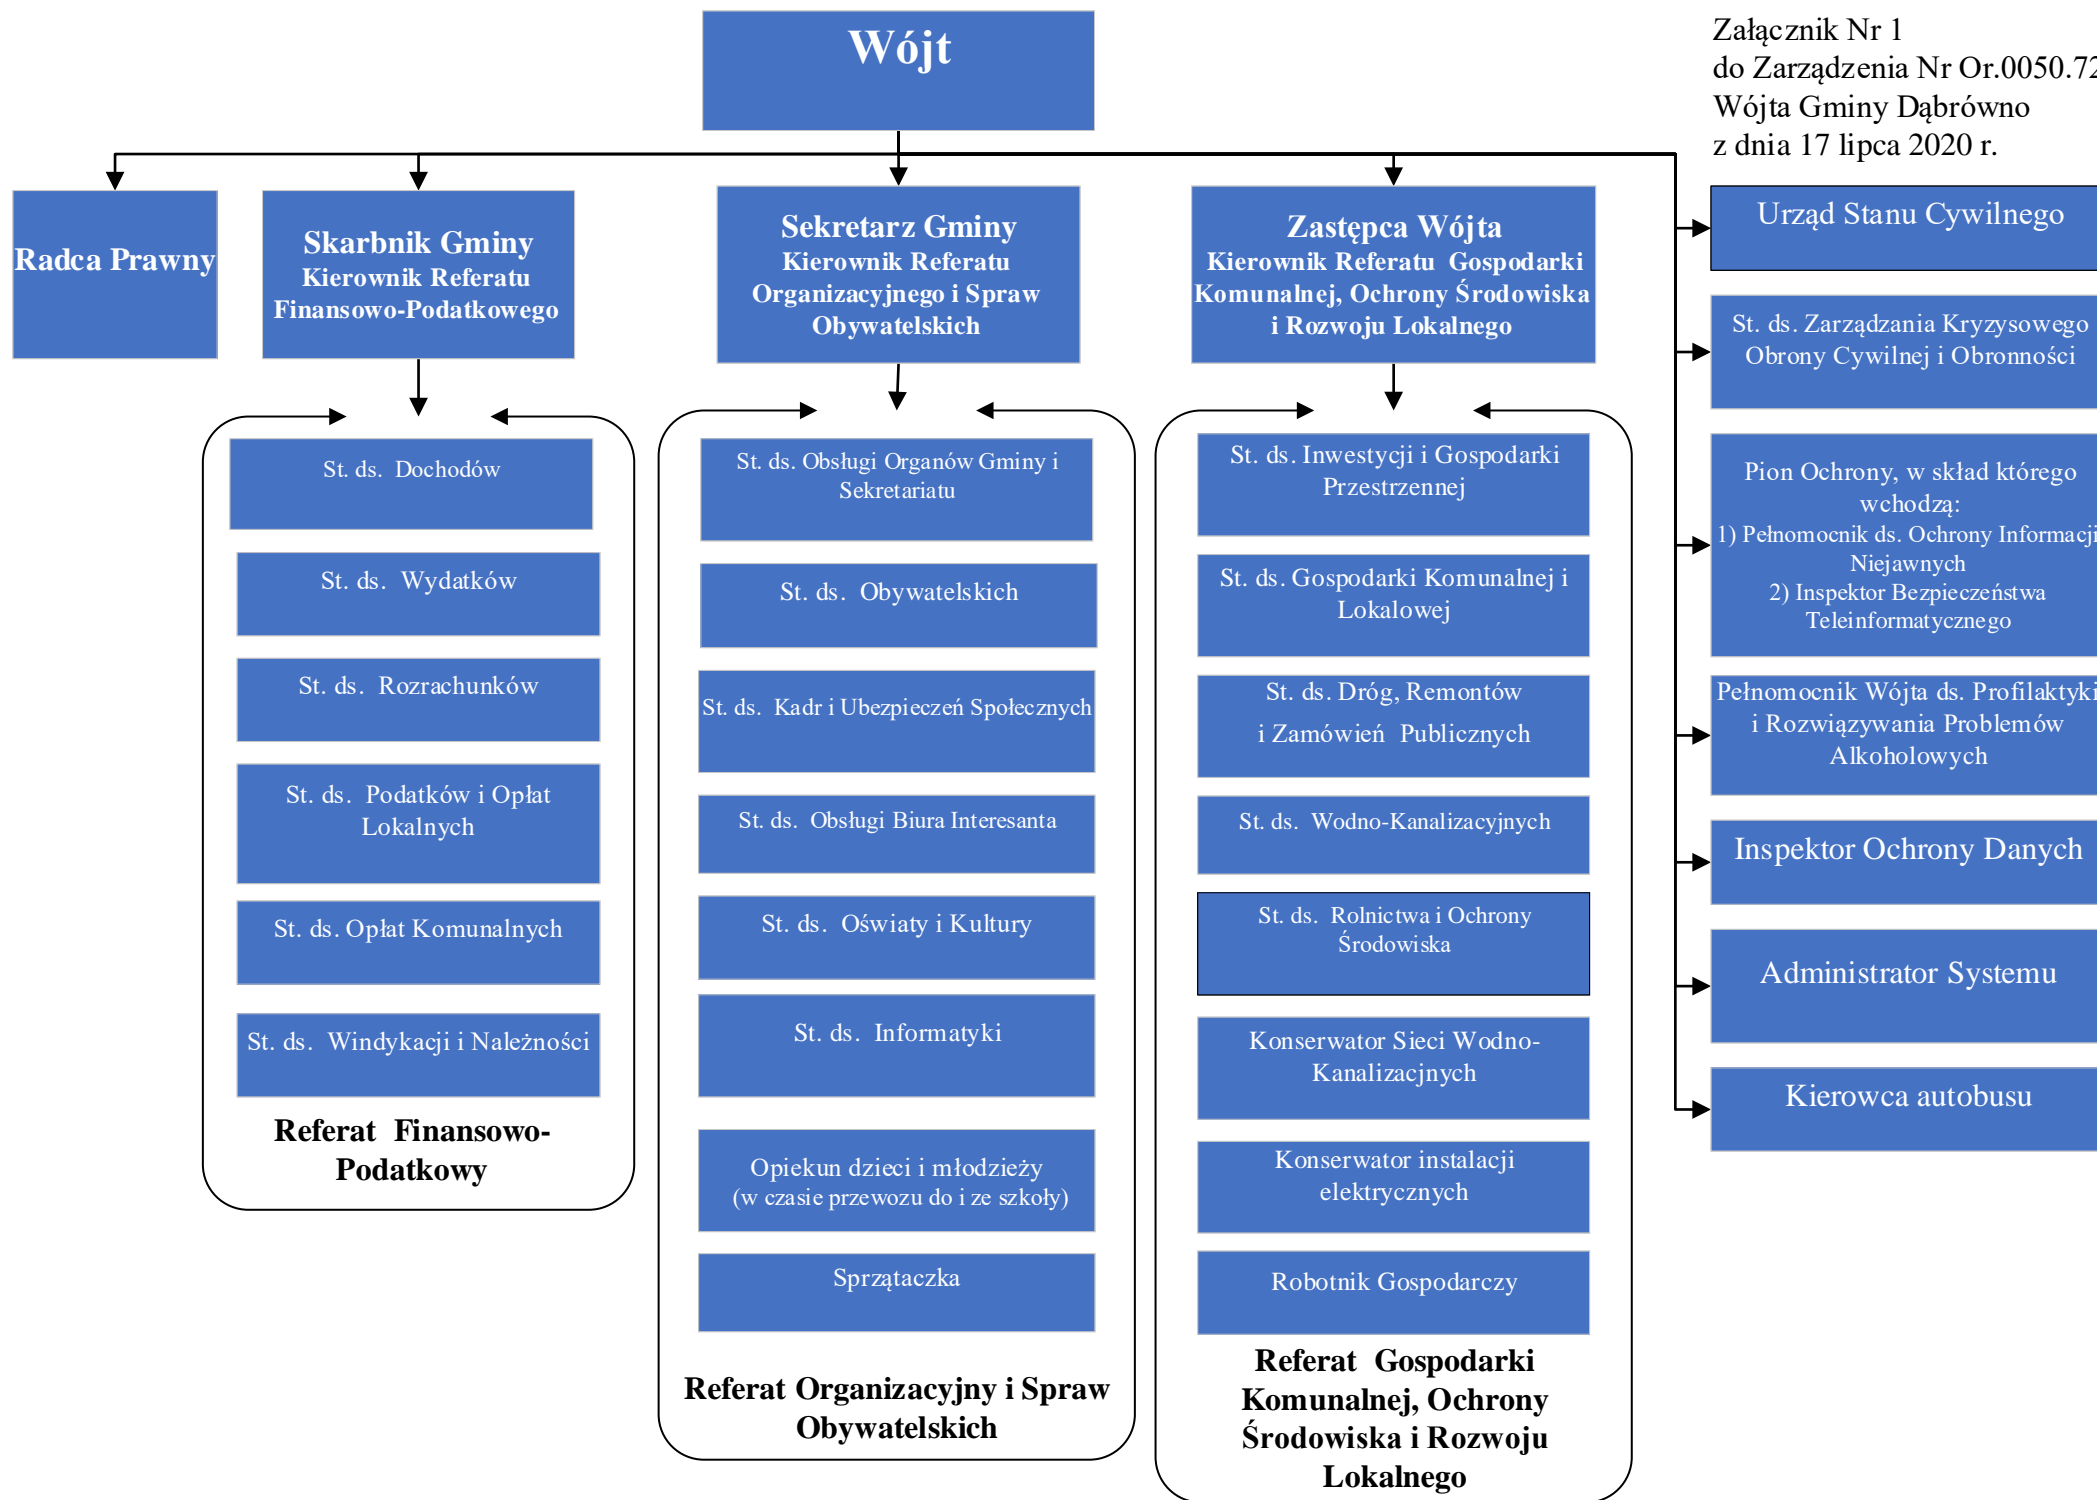 Wójt
Załącznik Nr 1
do Zarządzenia Nr Or.0050.72
Wójta Gminy Dąbrówno
z dnia 17 lipca 2020 r.
Radca Prawny
Skarbnik Gminy
Kierownik Referatu
Finansowo-Podatkowego
Sekretarz Gminy
Kierownik Referatu
Organizacyjnego i Spraw
Obywatelskich
Zastępca Wójta
Kierownik Referatu Gospodarki
Komunalnej, Ochrony Środowiska
i Rozwoju Lokalnego
St. ds. Dochodów
St. ds. Wydatków
St. ds. Rozrachunków
St. ds. Podatków i Opłat
Lokalnych
St. ds. Opłat Komunalnych
St. ds. Windykacji i Należności
Referat Finansowo-
Podatkowy
St. ds. Obsługi Organów Gminy i
Sekretariatu
St. ds. Obywatelskich
St. ds. Kadr i Ubezpieczeń Społecznych
St. ds. Obsługi Biura Interesanta
St. ds. Oświaty i Kultury
St. ds. Informatyki
Opiekun dzieci i młodzieży
(w czasie przewozu do i ze szkoły)
Sprzątaczka
Referat Organizacyjny i Spraw
Obywatelskich
St. ds. Inwestycji i Gospodarki
Przestrzennej
St. ds. Gospodarki Komunalnej i
Lokalowej
St. ds. Dróg, Remontów
i Zamówień Publicznych
St. ds. Wodno-Kanalizacyjnych
St. ds. Rolnictwa i Ochrony
Środowiska
Konserwator Sieci Wodno-
Kanalizacjnych
Konserwator instalacji
elektrycznych
Robotnik Gospodarczy
Referat Gospodarki
Komunalnej, Ochrony
Środowiska i Rozwoju
Lokalnego
Urząd Stanu Cywilnego
St. ds. Zarządzania Kryzysowego
Obrony Cywilnej i Obronności
Pion Ochrony, w skład którego
wchodzą:
1) Pełnomocnik ds. Ochrony Informacji
Niejawnych
2) Inspektor Bezpieczeństwa
Teleinformatycznego
Pełnomocnik Wójta ds. Profilaktyki
i Rozwiązywania Problemów
Alkoholowych
Inspektor Ochrony Danych
Administrator Systemu
Kierowca autobusu